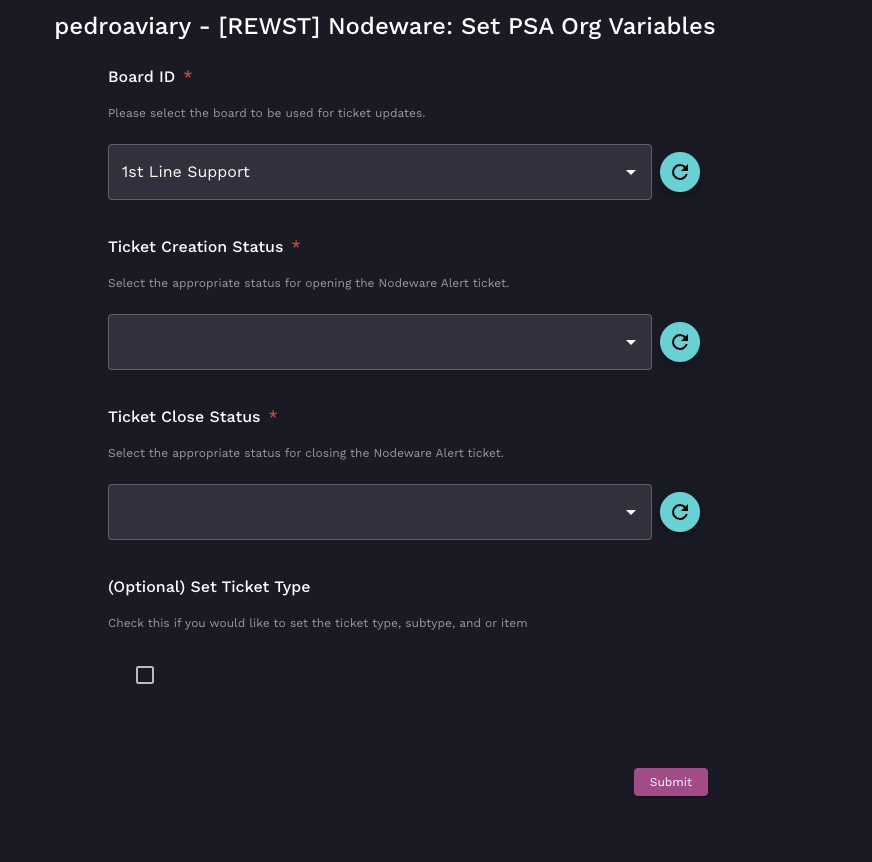 pedroaviary - [REWST] Nodeware: Set PSA Org Variables
Board ID *
Please select the board to be used for ticket updates.
1st Line Support
Ticket Creation Status *
Select the appropriate status for opening the Nodeware Alert ticket.
Ticket Close Status *
Select the appropriate status for closing the Nodeware Alert ticket.
(Optional) Set Ticket Type
Check this if you would like to set the ticket type, subtype, and or item
Submit